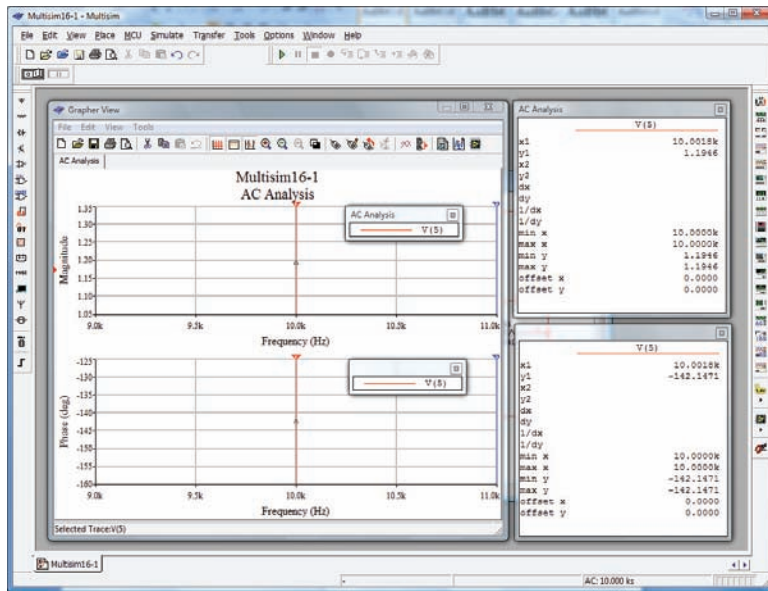 Multisim16-1 - Multisim
File Edit View Place MCU Simulate Transfer Tools Options Window Help
Grapher View
File Edit View Tools
AC Analysis
Multisim16-1
AC Analysis
1.35
1.30
1.25
1.20
1.15
1.10
1.05
Magnitude
9.0k 9.5k 10.0k 10.5k 11.0k
Frequency (Hz)
AC Analysis
V(5)
-125
-130
-135
-140
-145
-150
-155
-160
Phase (deg)
9.0k 9.5k 10.0k 10.5k 11.0k
Frequency (Hz)
V(5)
Selected Trace:V(5)
AC Analysis
V(5)
x1 10.0018k
y1 1.1946
x2
y2
dx
dy
1/dx
1/dy
min x 10.0000k
max x 10.0000k
min y 1.1946
max y 1.1946
offset x 0.0000
offset y 0.0000
V(5)
x1 10.0018k
y1 -142.1471
x2
y2
dx
dy
1/dx
1/dy
min x 10.0000k
max x 10.0000k
min y -142.1471
max y -142.1471
offset x 0.0000
offset y 0.0000
Multisim16-1
AC: 10.000 ks